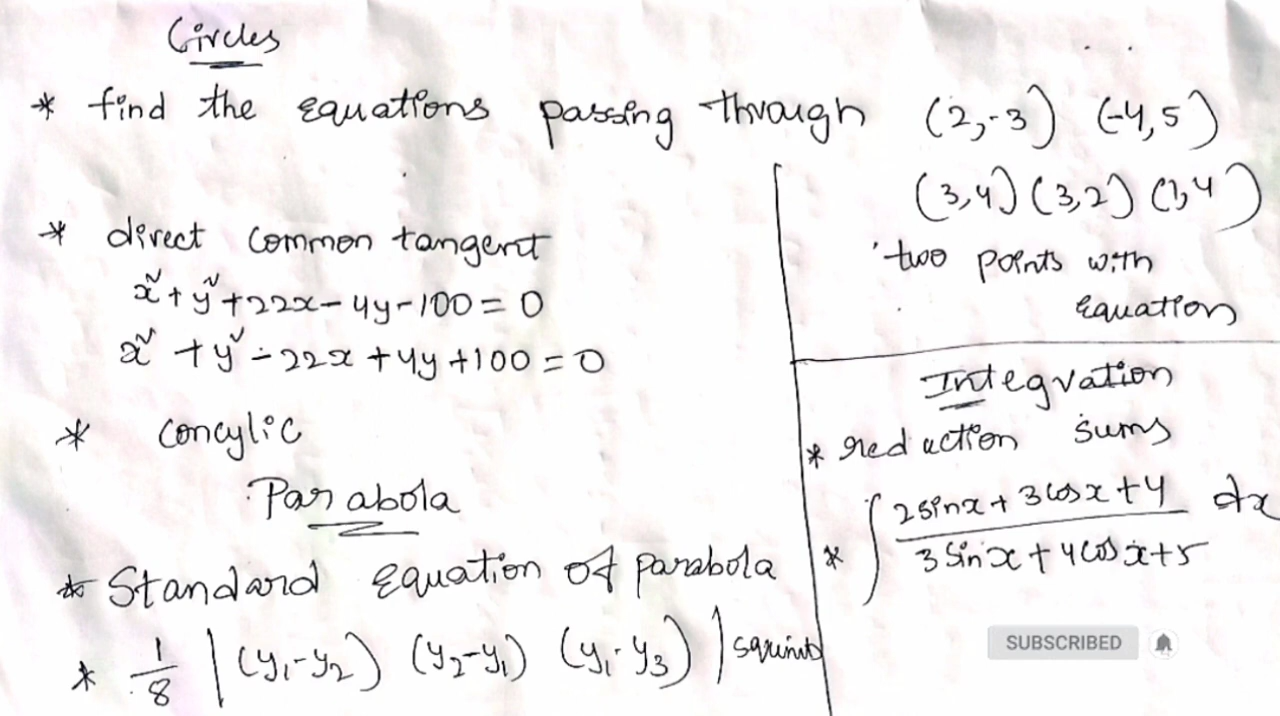 Circles
* find the equations passing through (2,-3) (-4,5)
(3,4) (3,2) (1,4)
two points with
equation
* direct common tangent
x² + y² + 22x - 4y - 100 = 0
x² + y² - 22x + 4y + 100 = 0
* Concylic
Parabola
* Standard equation of parabola
* 1/8 | (y₁-y₂) (y₂-y₁) (y₁-y₃) | squnits
Integration
* reduction sums
* ∫ 2sinx + 3cosx + 4 / 3sinx + 4cosx + 5 dx
SUBSCRIBED